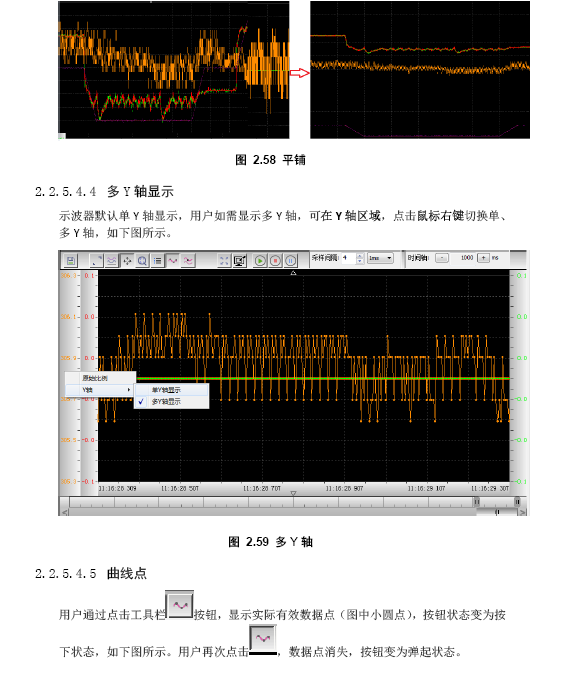 图 2.58 平铺
2.2.5.4.4 多 Y 轴显示
示波器默认单 Y 轴显示，用户如需显示多 Y 轴，可在 Y 轴区域，点击鼠标右键切换单、
多 Y 轴，如下图所示。
采样间隔: 4 1ms 时间轴: - 1000 + ms
原始比例
Y轴
单Y轴显示
多Y轴显示
11:16:28 309 11:16:28 507 11:16:28 707 11:16:28 907 11:16:29 107 11:16:29 307
图 2.59 多 Y 轴
2.2.5.4.5 曲线点
用户通过点击工具栏 按钮，显示实际有效数据点（图中小圆点），按钮状态变为按
下状态，如下图所示。用户再次点击 ，数据点消失，按钮变为弹起状态。